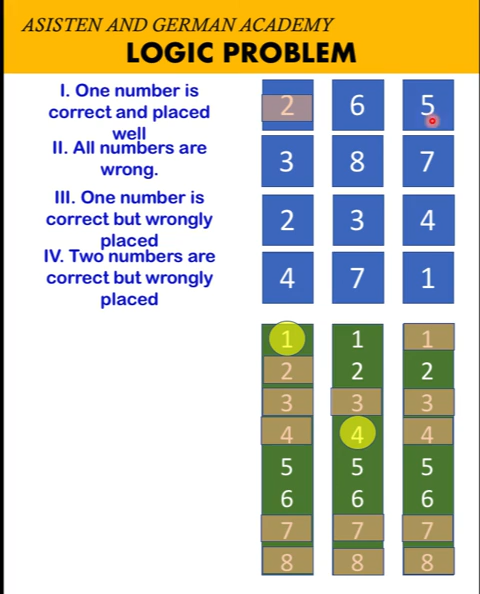 ASISTEN AND GERMAN ACADEMY
LOGIC PROBLEM
I. One number is
correct and placed
well
2 6 5
II. All numbers are
wrong.
3 8 7
III. One number is
correct but wrongly
placed
2 3 4
IV. Two numbers are
correct but wrongly
placed
4 7 1
1 1 1
2 2 2
3 3 3
4 4 4
5 5 5
6 6 6
7 7 7
8 8 8